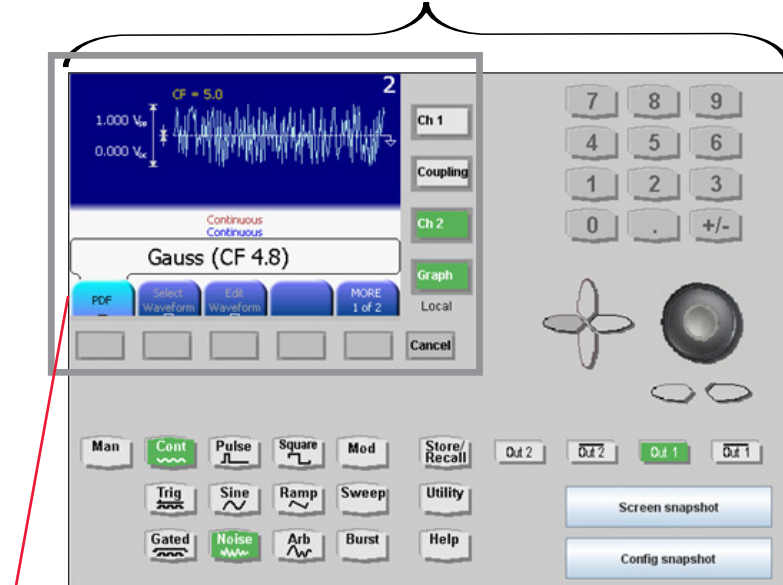 2
CF = 5.0
1.000 Vpp
0.000 VDC
Continuous
Continuous
Gauss (CF 4.8)
PDF
Select
Waveform
Edit
Waveform
MORE
1 of 2
Ch 1
Coupling
Ch 2
Graph
Local
Cancel
7 8 9
4 5 6
1 2 3
0 . +/-
Man
Cont
Pulse
Square
Mod
Store/
Recall
Out 2
Out 2
Out 1
Out 1
Trig
Sine
Ramp
Sweep
Utility
Screen snapshot
Gated
Noise
Arb
Burst
Help
Config snapshot